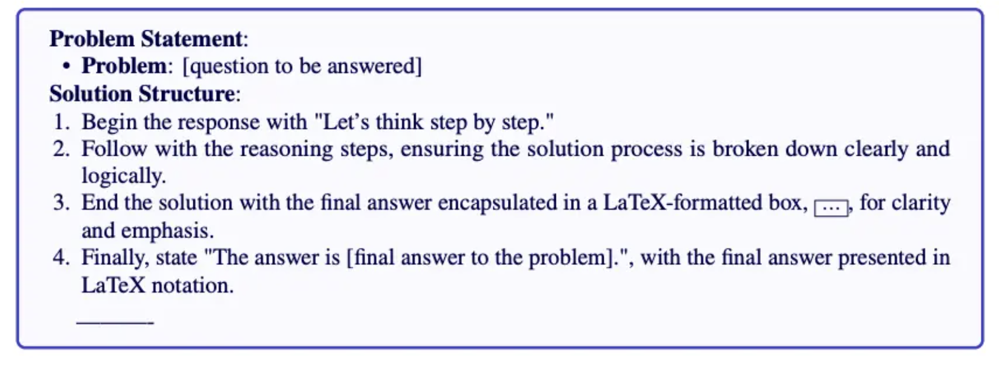 Problem Statement:
• Problem: [question to be answered]
Solution Structure:
1. Begin the response with "Let’s think step by step."
2. Follow with the reasoning steps, ensuring the solution process is broken down clearly and
logically.
3. End the solution with the final answer encapsulated in a LaTeX-formatted box, ..., for clarity
and emphasis.
4. Finally, state "The answer is [final answer to the problem].", with the final answer presented in
LaTeX notation.